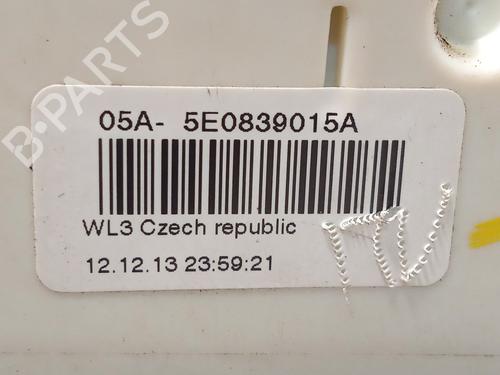 B-PARTS
05A- 5E0839015A
WL3 Czech republic
12.12.13 23:59:21